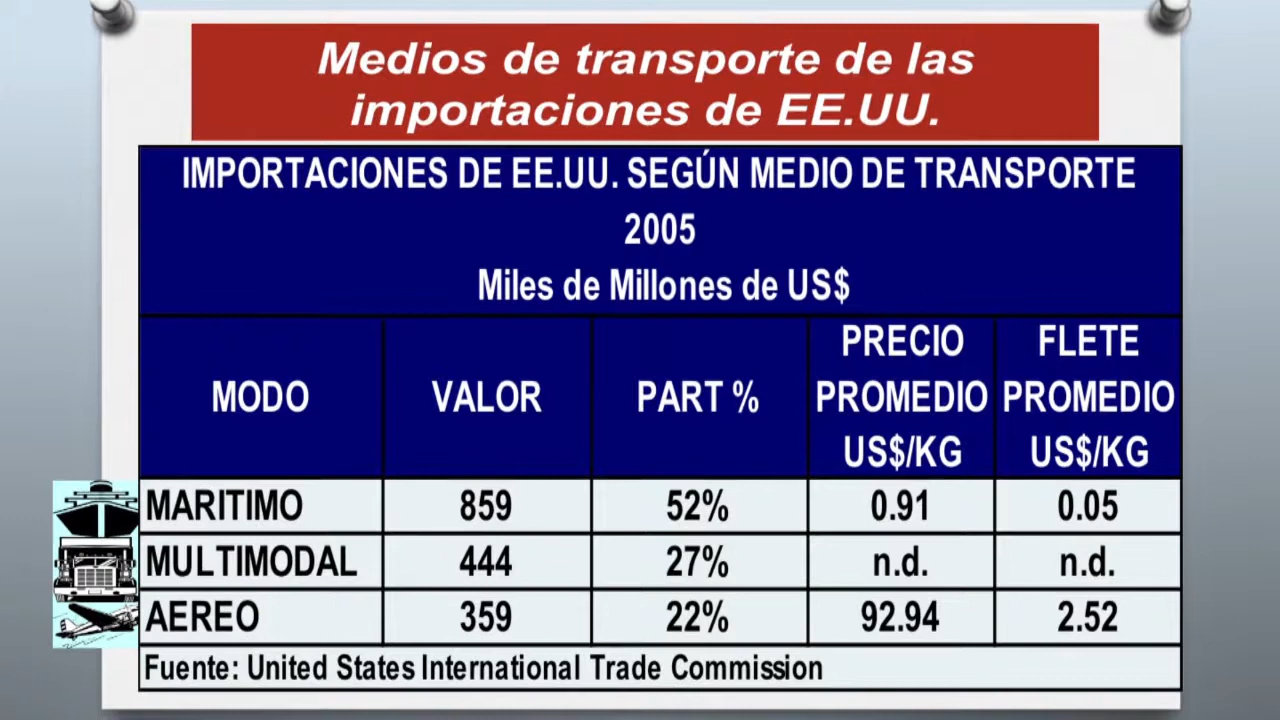 Medios de transporte de las
importaciones de EE.UU.
IMPORTACIONES DE EE.UU. SEGÚN MEDIO DE TRANSPORTE
2005
Miles de Millones de US$
MODO VALOR PART % PRECIO PROMEDIO US$/KG FLETE PROMEDIO US$/KG
MARITIMO 859 52% 0.91 0.05
MULTIMODAL 444 27% n.d. n.d.
AEREO 359 22% 92.94 2.52
Fuente: United States International Trade Commission